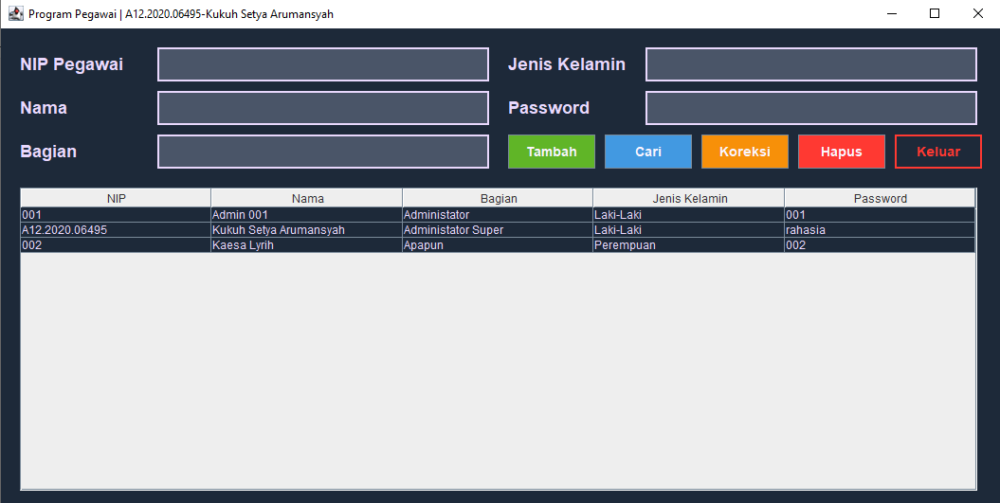 Program Pegawai | A12.2020.06495-Kukuh Setya Arumansyah
NIP Pegawai Jenis Kelamin
Nama Password
Bagian Tambah Cari Koreksi Hapus Keluar
NIP Nama Bagian Jenis Kelamin Password
001 Admin 001 Administator Laki-Laki 001
A12.2020.06495 Kukuh Setya Arumansyah Administator Super Laki-Laki rahasia
002 Kaesa Lyrih Apapun Perempuan 002